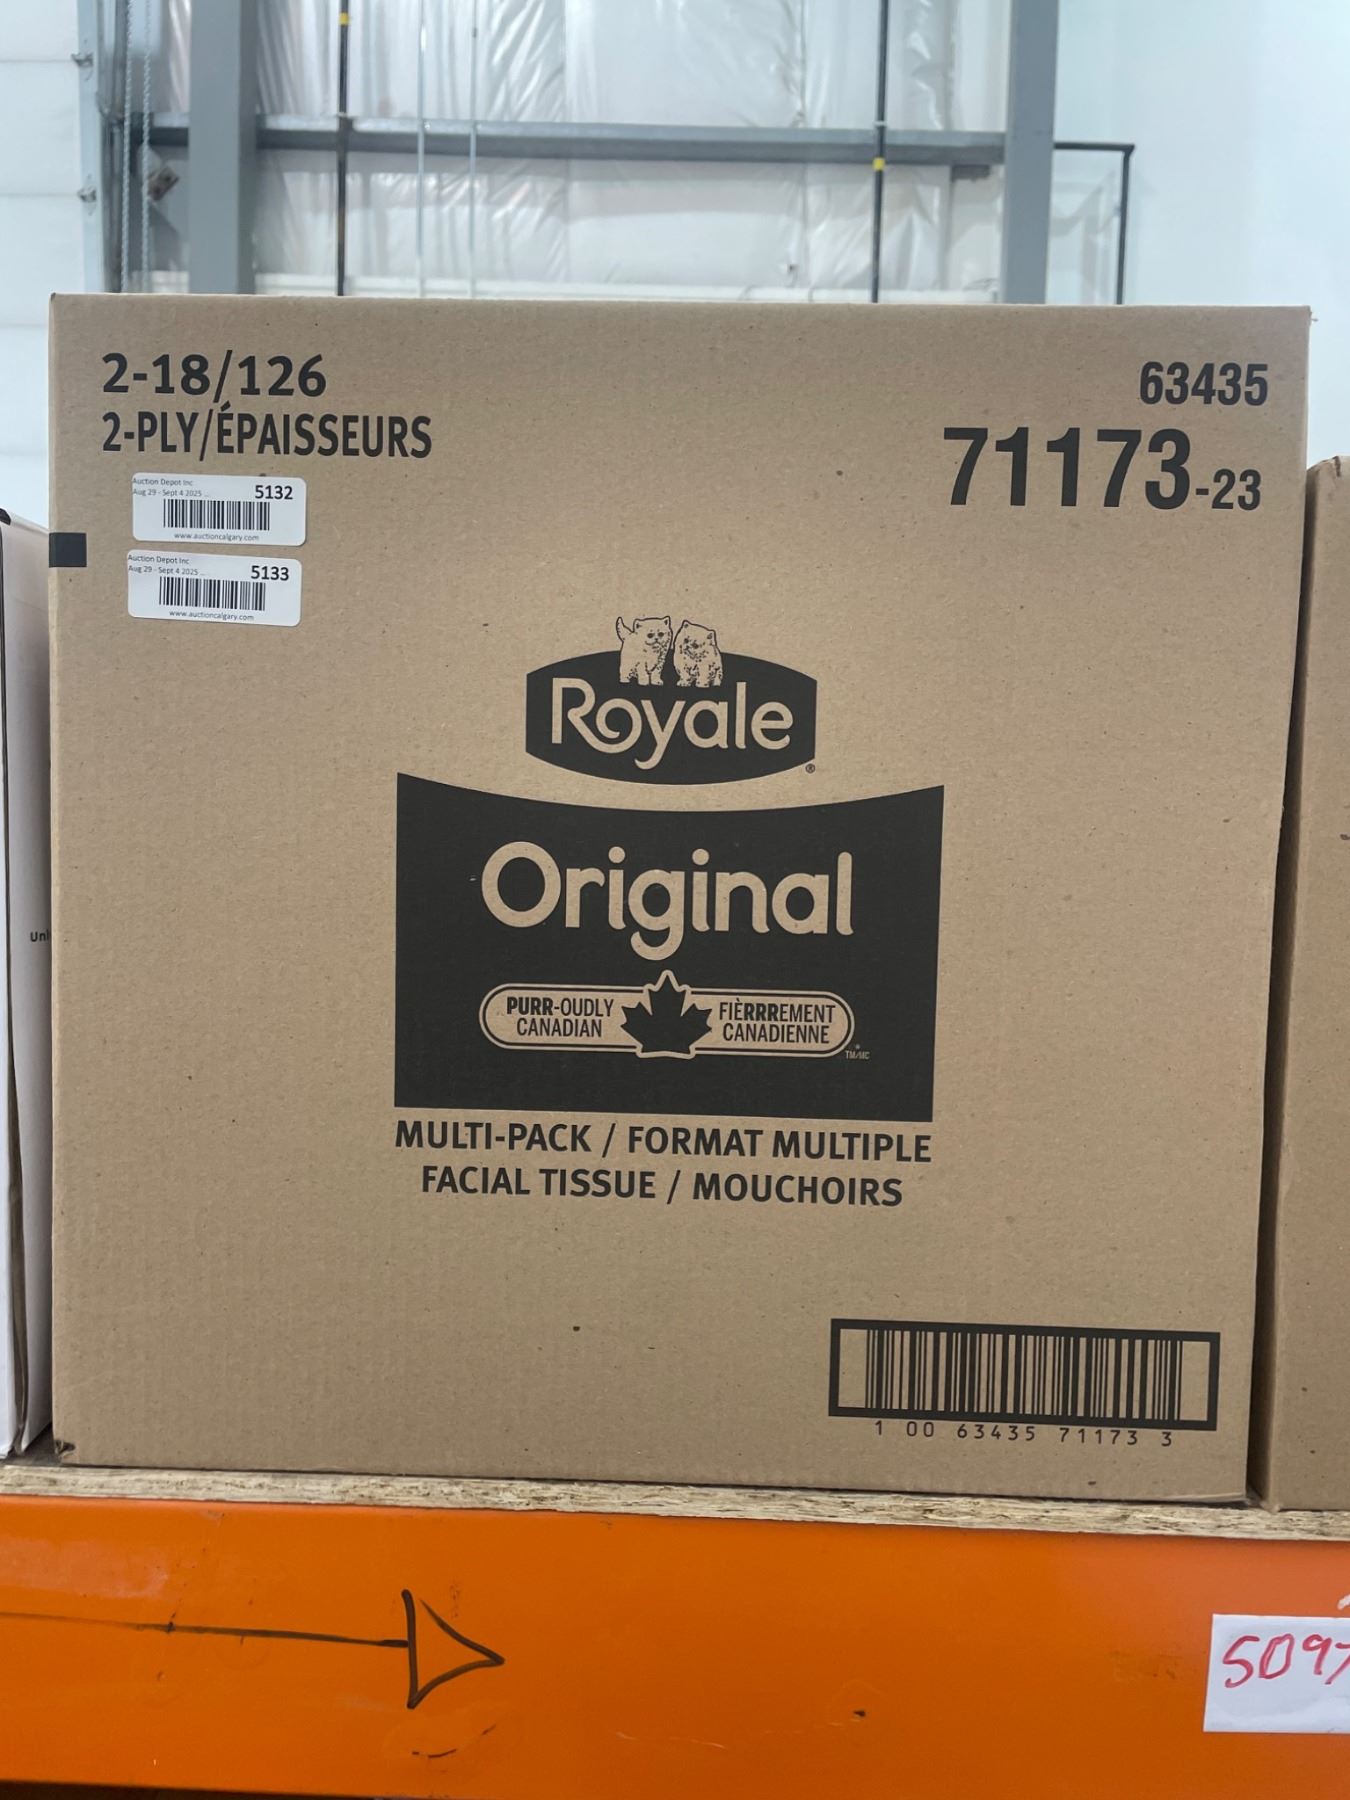 2-18/126
2-PLY/ÉPAISSEURS
63435
71173-23
Auction Depot Inc
Aug 29 - Sept 4 2025 ...
5132
www.auctioncalgary.com
Auction Depot Inc
Aug 29 - Sept 4 2025 ...
5133
www.auctioncalgary.com
Royale
®
Original
PURR-OUDLY
CANADIAN
FIÈRRREMENT
CANADIENNE
TM/MC
MULTI-PACK / FORMAT MULTIPLE
FACIAL TISSUE / MOUCHOIRS
1 00 63435 71173 3
5097